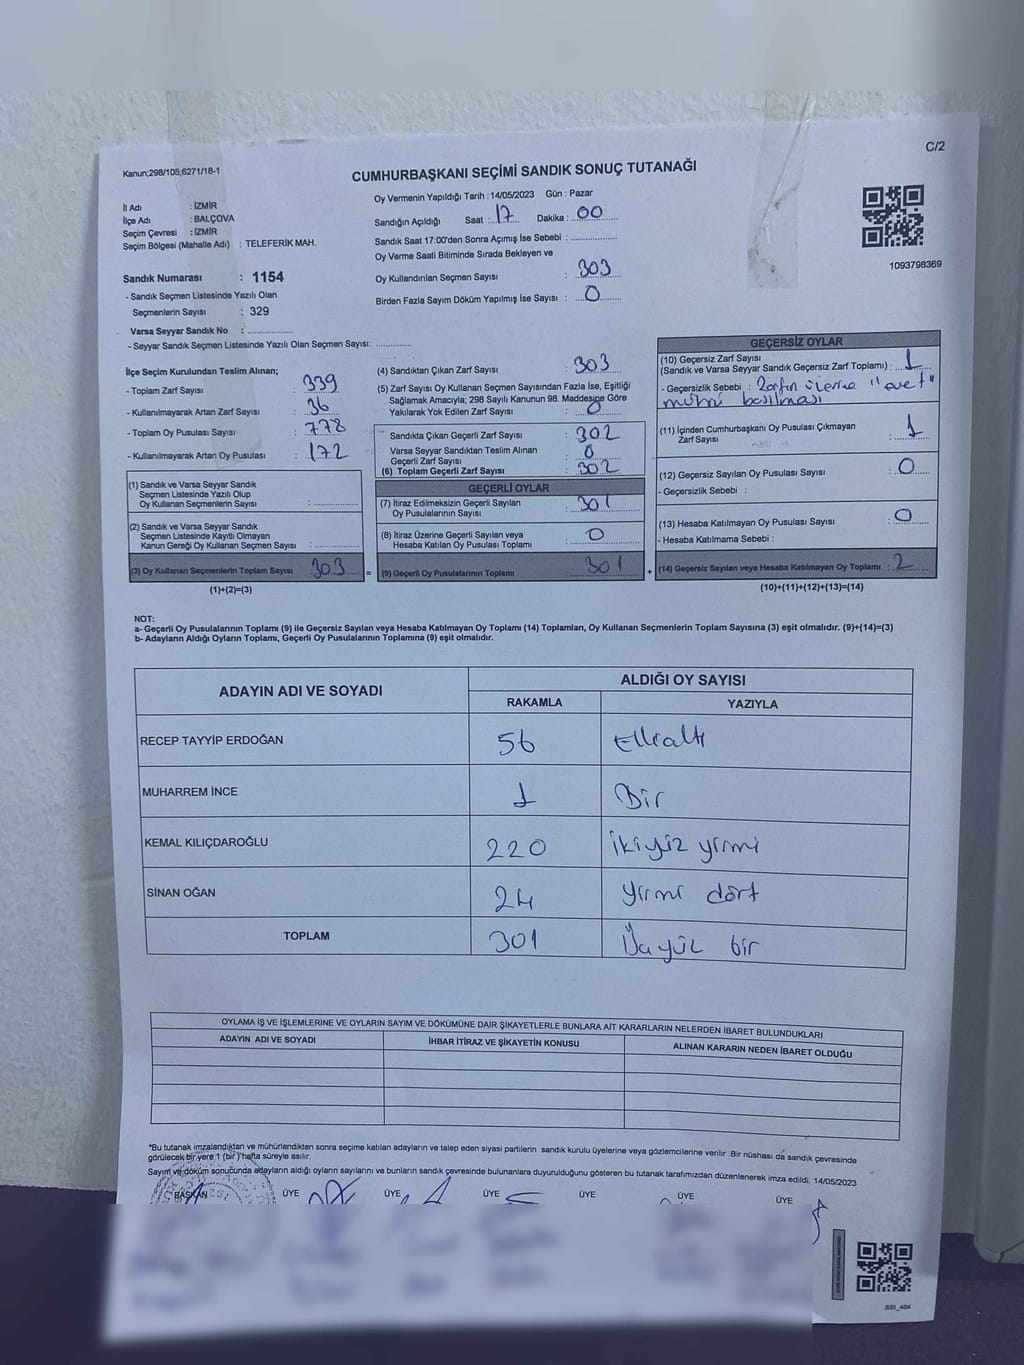 C/2
Kanun;298/105;6271/18-1
CUMHURBAŞKANI SEÇİMİ SANDIK SONUÇ TUTANAĞI
Oy Vermenin Yapıldığı Tarih : 14/05/2023 Gün : Pazar
İl Adı : İZMİR
İlçe Adı : BALÇOVA
Seçim Çevresi : İZMİR
Seçim Bölgesi (Mahalle Adı) : TELEFERİK MAH.
Sandığın Açıldığı Saat : 17 Dakika : 00
Sandık Saat 17:00'den Sonra Açımış İse Sebebi :
Oy Verme Saati Bitiminde Sırada Bekleyen ve
Oy Kullandırılan Seçmen Sayısı : 303
Birden Fazla Sayım Döküm Yapılmış İse Sayısı : 0
1093798369
Sandık Numarası : 1154
- Sandık Seçmen Listesinde Yazılı Olan
Seçmenlerin Sayısı : 329
Varsa Seyyar Sandık No :
- Seyyar Sandık Seçmen Listesinde Yazılı Olan Seçmen Sayısı:
İlçe Seçim Kurulundan Teslim Alınan;
- Toplam Zarf Sayısı : 339
- Kullanılmayarak Artan Zarf Sayısı : 36
- Toplam Oy Pusulası Sayısı : 778
- Kullanılmayarak Artan Oy Pusulası : 172
(1) Sandık ve Varsa Seyyar Sandık
Seçmen Listesinde Yazılı Olup
Oy Kullanan Seçmenlerin Sayısı :
(2) Sandık ve Varsa Seyyar Sandık
Seçmen Listesinde Kayıtlı Olmayan
Kanun Gereği Oy Kullanan Seçmen Sayısı :
(3) Oy Kullanan Seçmenlerin Toplam Sayısı : 303
(1)+(2)=(3)
(4) Sandıktan Çıkan Zarf Sayısı : 303
(5) Zarf Sayısı Oy Kullanan Seçmen Sayısından Fazla İse, Eşitliği
Sağlamak Amacıyla; 298 Sayılı Kanunun 98. Maddesine Göre
Yakılarak Yok Edilen Zarf Sayısı : 0
Sandıkta Çıkan Geçerli Zarf Sayısı : 302
Varsa Seyyar Sandıktan Teslim Alınan
Geçerli Zarf Sayısı : 0
(6) Toplam Geçerli Zarf Sayısı : 302
GEÇERLİ OYLAR
(7) İtiraz Edilmeksizin Geçerli Sayılan
Oy Pusulalarının Sayısı : 301
(8) İtiraz Üzerine Geçerli Sayılan veya
Hesaba Katılan Oy Pusulası Toplamı : 0
= (9) Geçerli Oy Pusulalarının Toplamı : 301 +
GEÇERSİZ OYLAR
(10) Geçersiz Zarf Sayısı
(Sandık ve Varsa Seyyar Sandık Geçersiz Zarf Toplamı) : 1
- Geçersizlik Sebebi : Zarfın üzerine "evet"
mührü basılması
(11) İçinden Cumhurbaşkanı Oy Pusulası Çıkmayan
Zarf Sayısı : 1
(12) Geçersiz Sayılan Oy Pusulası Sayısı : 0
- Geçersizlik Sebebi :
(13) Hesaba Katılmayan Oy Pusulası Sayısı : 0
- Hesaba Katılmama Sebebi :
(14) Geçersiz Sayılan veya Hesaba Katılmayan Oy Toplamı : 2
(10)+(11)+(12)+(13)=(14)
NOT:
a- Geçerli Oy Pusulalarının Toplamı (9) ile Geçersiz Sayılan veya Hesaba Katılmayan Oy Toplamı (14) Toplamları, Oy Kullanan Seçmenlerin Toplam Sayısına (3) eşit olmalıdır. (9)+(14)=(3)
b- Adayların Aldığı Oyların Toplamı, Geçerli Oy Pusulalarının Toplamına (9) eşit olmalıdır.
ADAYIN ADI VE SOYADI ALDIĞI OY SAYISI
RAKAMLA YAZIYLA
RECEP TAYYİP ERDOĞAN 56 Ellialtı
MUHARREM İNCE 1 Bir
KEMAL KILIÇDAROĞLU 220 İkiyüz yirmi
SİNAN OĞAN 24 Yirmi dört
TOPLAM 301 Üçyüz bir
OYLAMA İŞ VE İŞLEMLERİNE VE OYLARIN SAYIM VE DÖKÜMÜNE DAİR ŞİKAYETLERLE BUNLARA AİT KARARLARIN NELERDEN İBARET BULUNDUKLARI
ADAYIN ADI VE SOYADI İHBAR İTİRAZ VE ŞİKAYETİN KONUSU ALINAN KARARIN NEDEN İBARET OLDUĞU
*Bu tutanak imzalandıktan ve mühürlendikten sonra seçime katılan adayların ve talep eden siyasi partilerin sandık kurulu üyelerine veya gözlemcilerine verilir. Bir nüshası da sandık çevresinde
görülecek bir yere 1 (bir) hafta süreyle asılır.
Sayım ve döküm sonucunda adayların aldığı oyların sayılarını ve bunların sandık çevresinde bulunanlara duyurulduğunu gösteren bu tutanak tarafımızdan düzenlenerek imza edildi. 14/05/2023
BAŞKAN ÜYE ÜYE ÜYE ÜYE ÜYE ÜYE
SSI_404